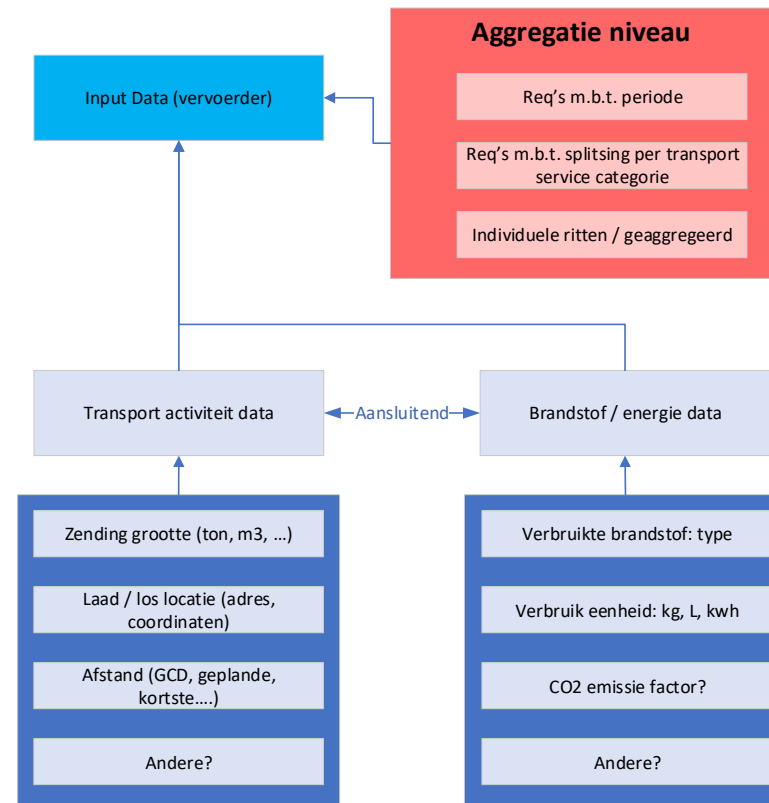 Aggregatie niveau
Input Data (vervoerder)
Req's m.b.t. periode
Req's m.b.t. splitsing per transport
service categorie
Individuele ritten / geaggregeerd
Transport activiteit data
Aansluitend
Brandstof / energie data
Zending grootte (ton, m3, …)
Laad / los locatie (adres,
coordinaten)
Afstand (GCD, geplande,
kortste….)
Andere?
Verbruikte brandstof: type
Verbruik eenheid: kg, L, kwh
CO2 emissie factor?
Andere?